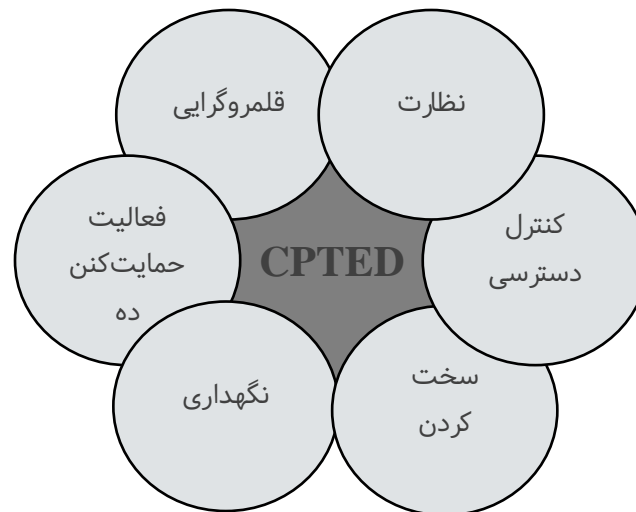 نظارت
قلمروگرایی
کنترل
دسترسی
CPTED
فعالیت
حمایت‌کنن
ده
سخت
کردن
نگهداری